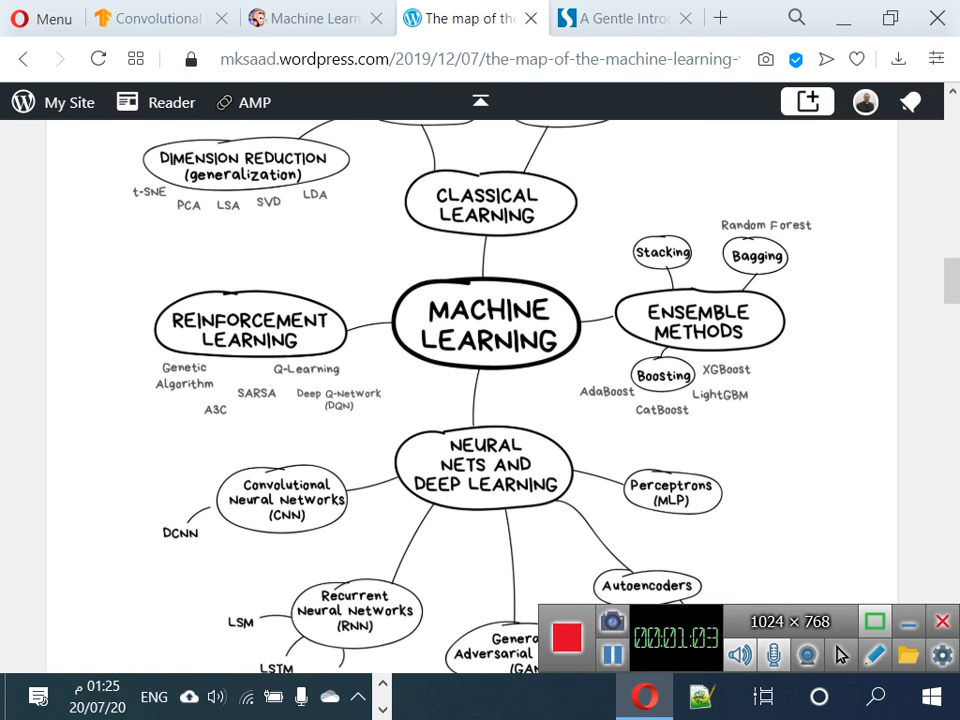 Menu
Convolutional
Machine Learn
The map of the
A Gentle Introd
mksaad.wordpress.com/2019/12/07/the-map-of-the-machine-learning-
My Site
Reader
AMP
DIMENSION REDUCTION
(generalization)
t-SNE
PCA
LSA
SVD
LDA
CLASSICAL
LEARNING
Random Forest
Stacking
Bagging
REINFORCEMENT
LEARNING
MACHINE
LEARNING
ENSEMBLE
METHODS
Genetic
Algorithm
Q-Learning
SARSA
Deep Q-Network
(DQN)
A3C
Boosting
XGBoost
AdaBoost
LightGBM
CatBoost
NEURAL
NETS AND
DEEP LEARNING
Convolutional
Neural Networks
(CNN)
Perceptrons
(MLP)
DCNN
Recurrent
Neural Networks
(RNN)
Autoencoders
LSM
LSTM
Genera
Adversarial
(GAN
00:01:03
1024 × 768
01:25 م
20/07/20
ENG